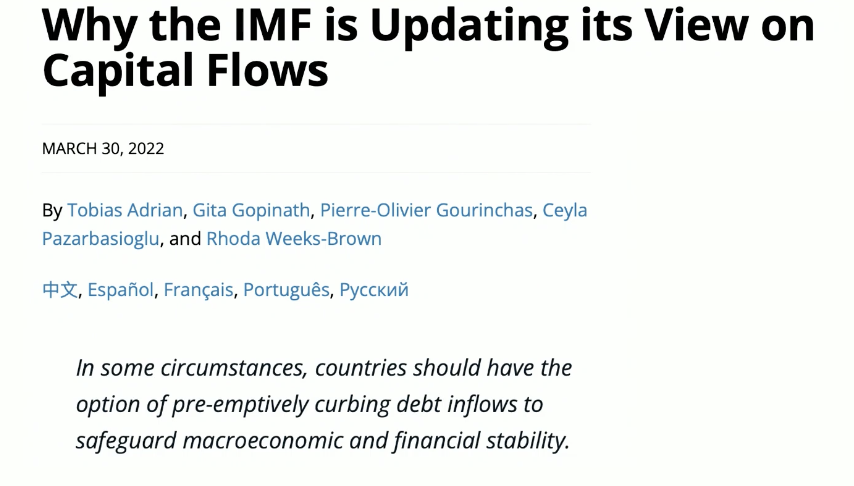 Why the IMF is Updating its View on
Capital Flows
MARCH 30, 2022
By Tobias Adrian, Gita Gopinath, Pierre-Olivier Gourinchas, Ceyla
Pazarbasioglu, and Rhoda Weeks-Brown
中文, Español, Français, Português, Русский
In some circumstances, countries should have the
option of pre-emptively curbing debt inflows to
safeguard macroeconomic and financial stability.